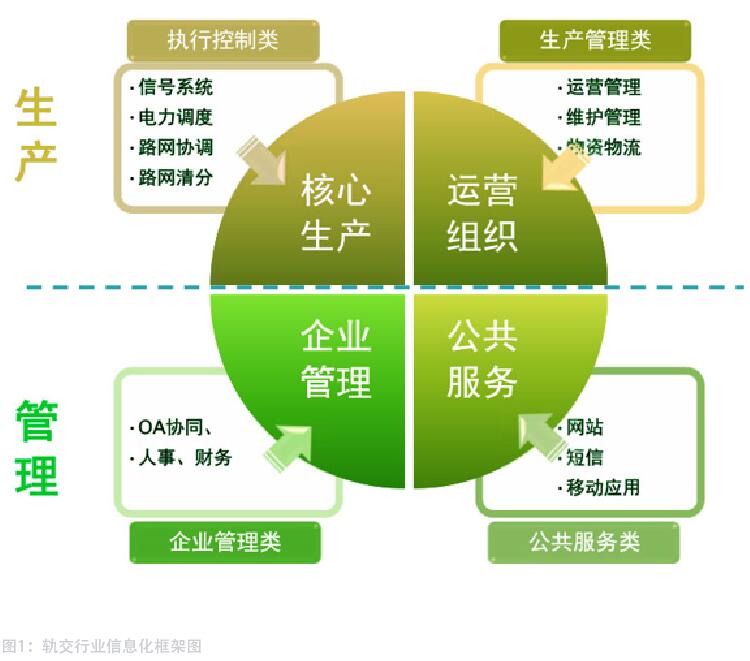 执行控制类
生产管理类
生产
·信号系统
·电力调度
·路网协调
·路网清分
·运营管理
·维护管理
·物资物流
核心
生产
运营
组织
企业
管理
公共
服务
管理
·OA协同、
·人事、财务
·网站
·短信
·移动应用
企业管理类
公共服务类
图1：轨交行业信息化框架图